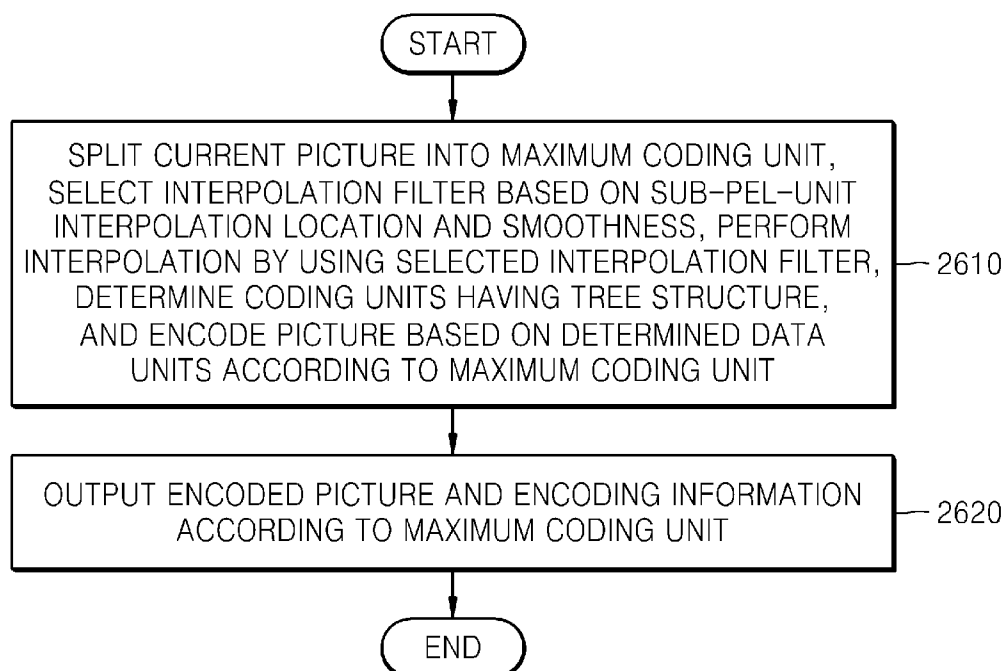 START
SPLIT CURRENT PICTURE INTO MAXIMUM CODING UNIT,
SELECT INTERPOLATION FILTER BASED ON SUB-PEL-UNIT
INTERPOLATION LOCATION AND SMOOTHNESS, PERFORM
INTERPOLATION BY USING SELECTED INTERPOLATION FILTER,
DETERMINE CODING UNITS HAVING TREE STRUCTURE,
AND ENCODE PICTURE BASED ON DETERMINED DATA
UNITS ACCORDING TO MAXIMUM CODING UNIT
2610
OUTPUT ENCODED PICTURE AND ENCODING INFORMATION
ACCORDING TO MAXIMUM CODING UNIT
2620
END